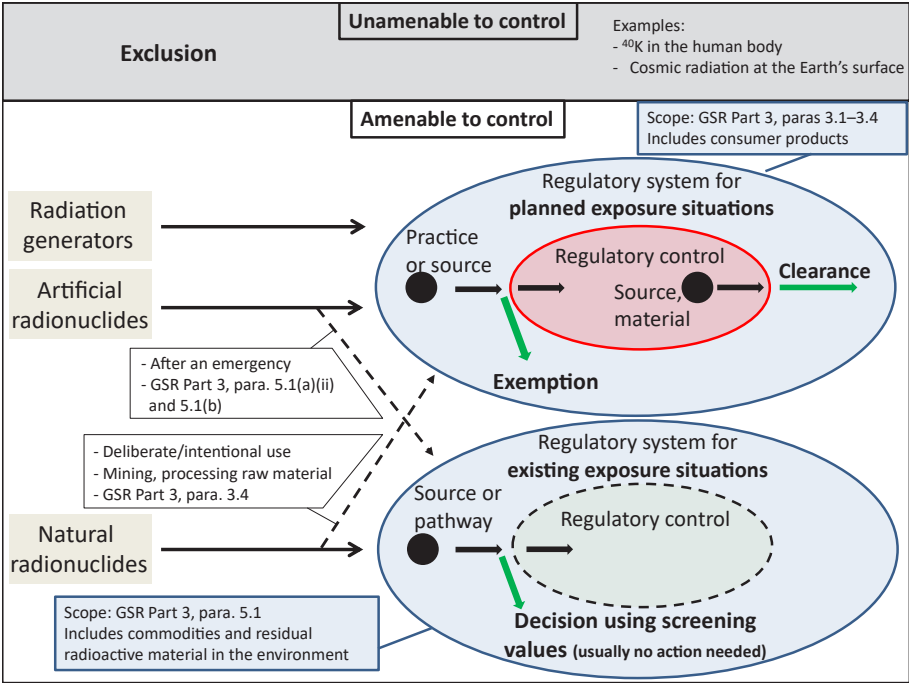 Unamenable to control
Exclusion
Examples:
- ⁴⁰K in the human body
- Cosmic radiation at the Earth's surface
Amenable to control
Scope: GSR Part 3, paras 3.1–3.4
Includes consumer products
Regulatory system for
planned exposure situations
Radiation
generators
Practice
or source
Regulatory control
Source,
material
Clearance
Artificial
radionuclides
Exemption
- After an emergency
- GSR Part 3, para. 5.1(a)(ii)
and 5.1(b)
- Deliberate/intentional use
- Mining, processing raw material
- GSR Part 3, para. 3.4
Regulatory system for
existing exposure situations
Source or
pathway
Regulatory control
Natural
radionuclides
Scope: GSR Part 3, para. 5.1
Includes commodities and residual
radioactive material in the environment
Decision using screening
values (usually no action needed)